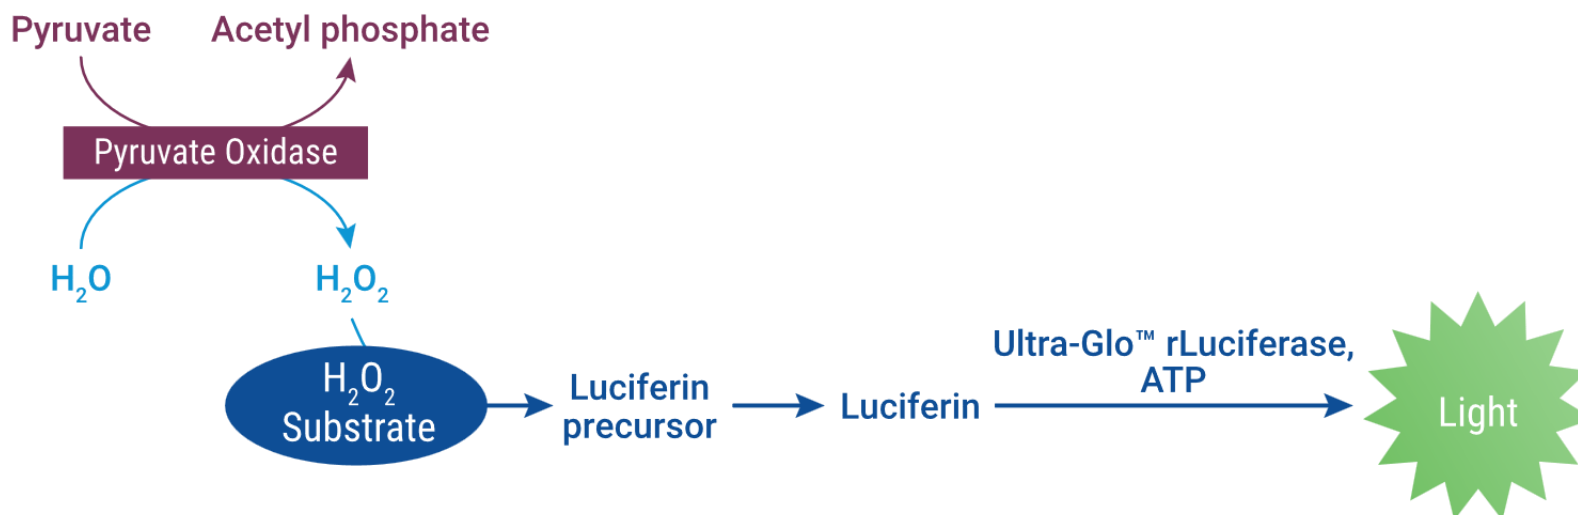 Pyruvate
Acetyl phosphate
Pyruvate Oxidase
H₂O
H₂O₂
H₂O₂
Substrate
Luciferin
precursor
Luciferin
Ultra-Glo™ rLuciferase,
ATP
Light